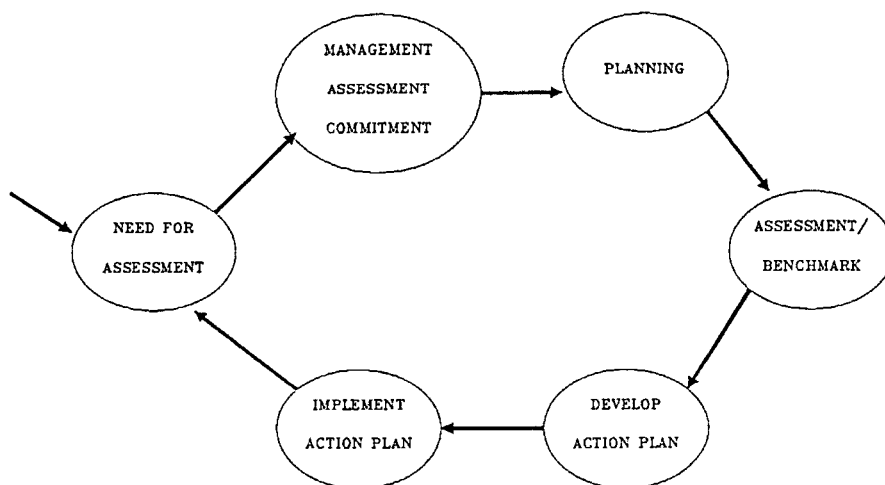 MANAGEMENT
ASSESSMENT
COMMITMENT
PLANNING
ASSESSMENT/
BENCHMARK
DEVELOP
ACTION PLAN
IMPLEMENT
ACTION PLAN
NEED FOR
ASSESSMENT